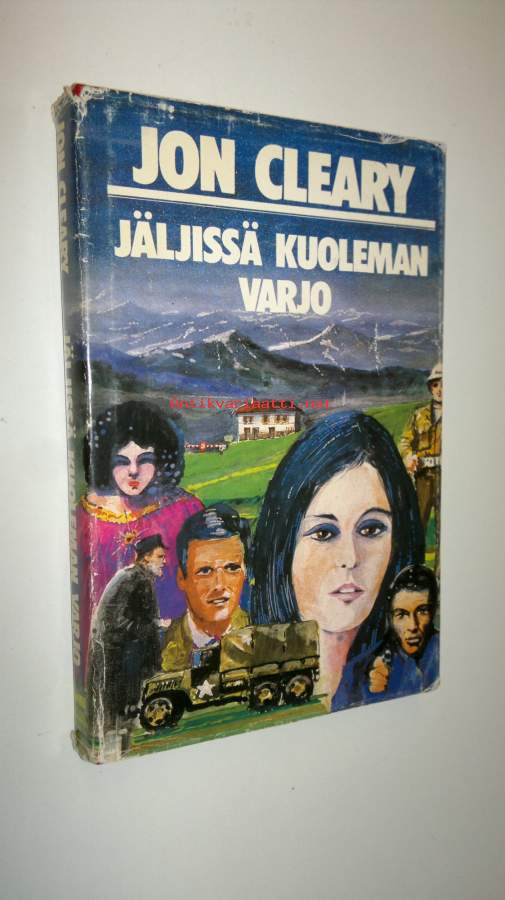 JON CLEARY
JÄLJISSÄ KUOLEMAN
VARJO
Antikvariaatti.net
JON CLEARY
JÄLJISSÄ KUOLEMAN VARJO